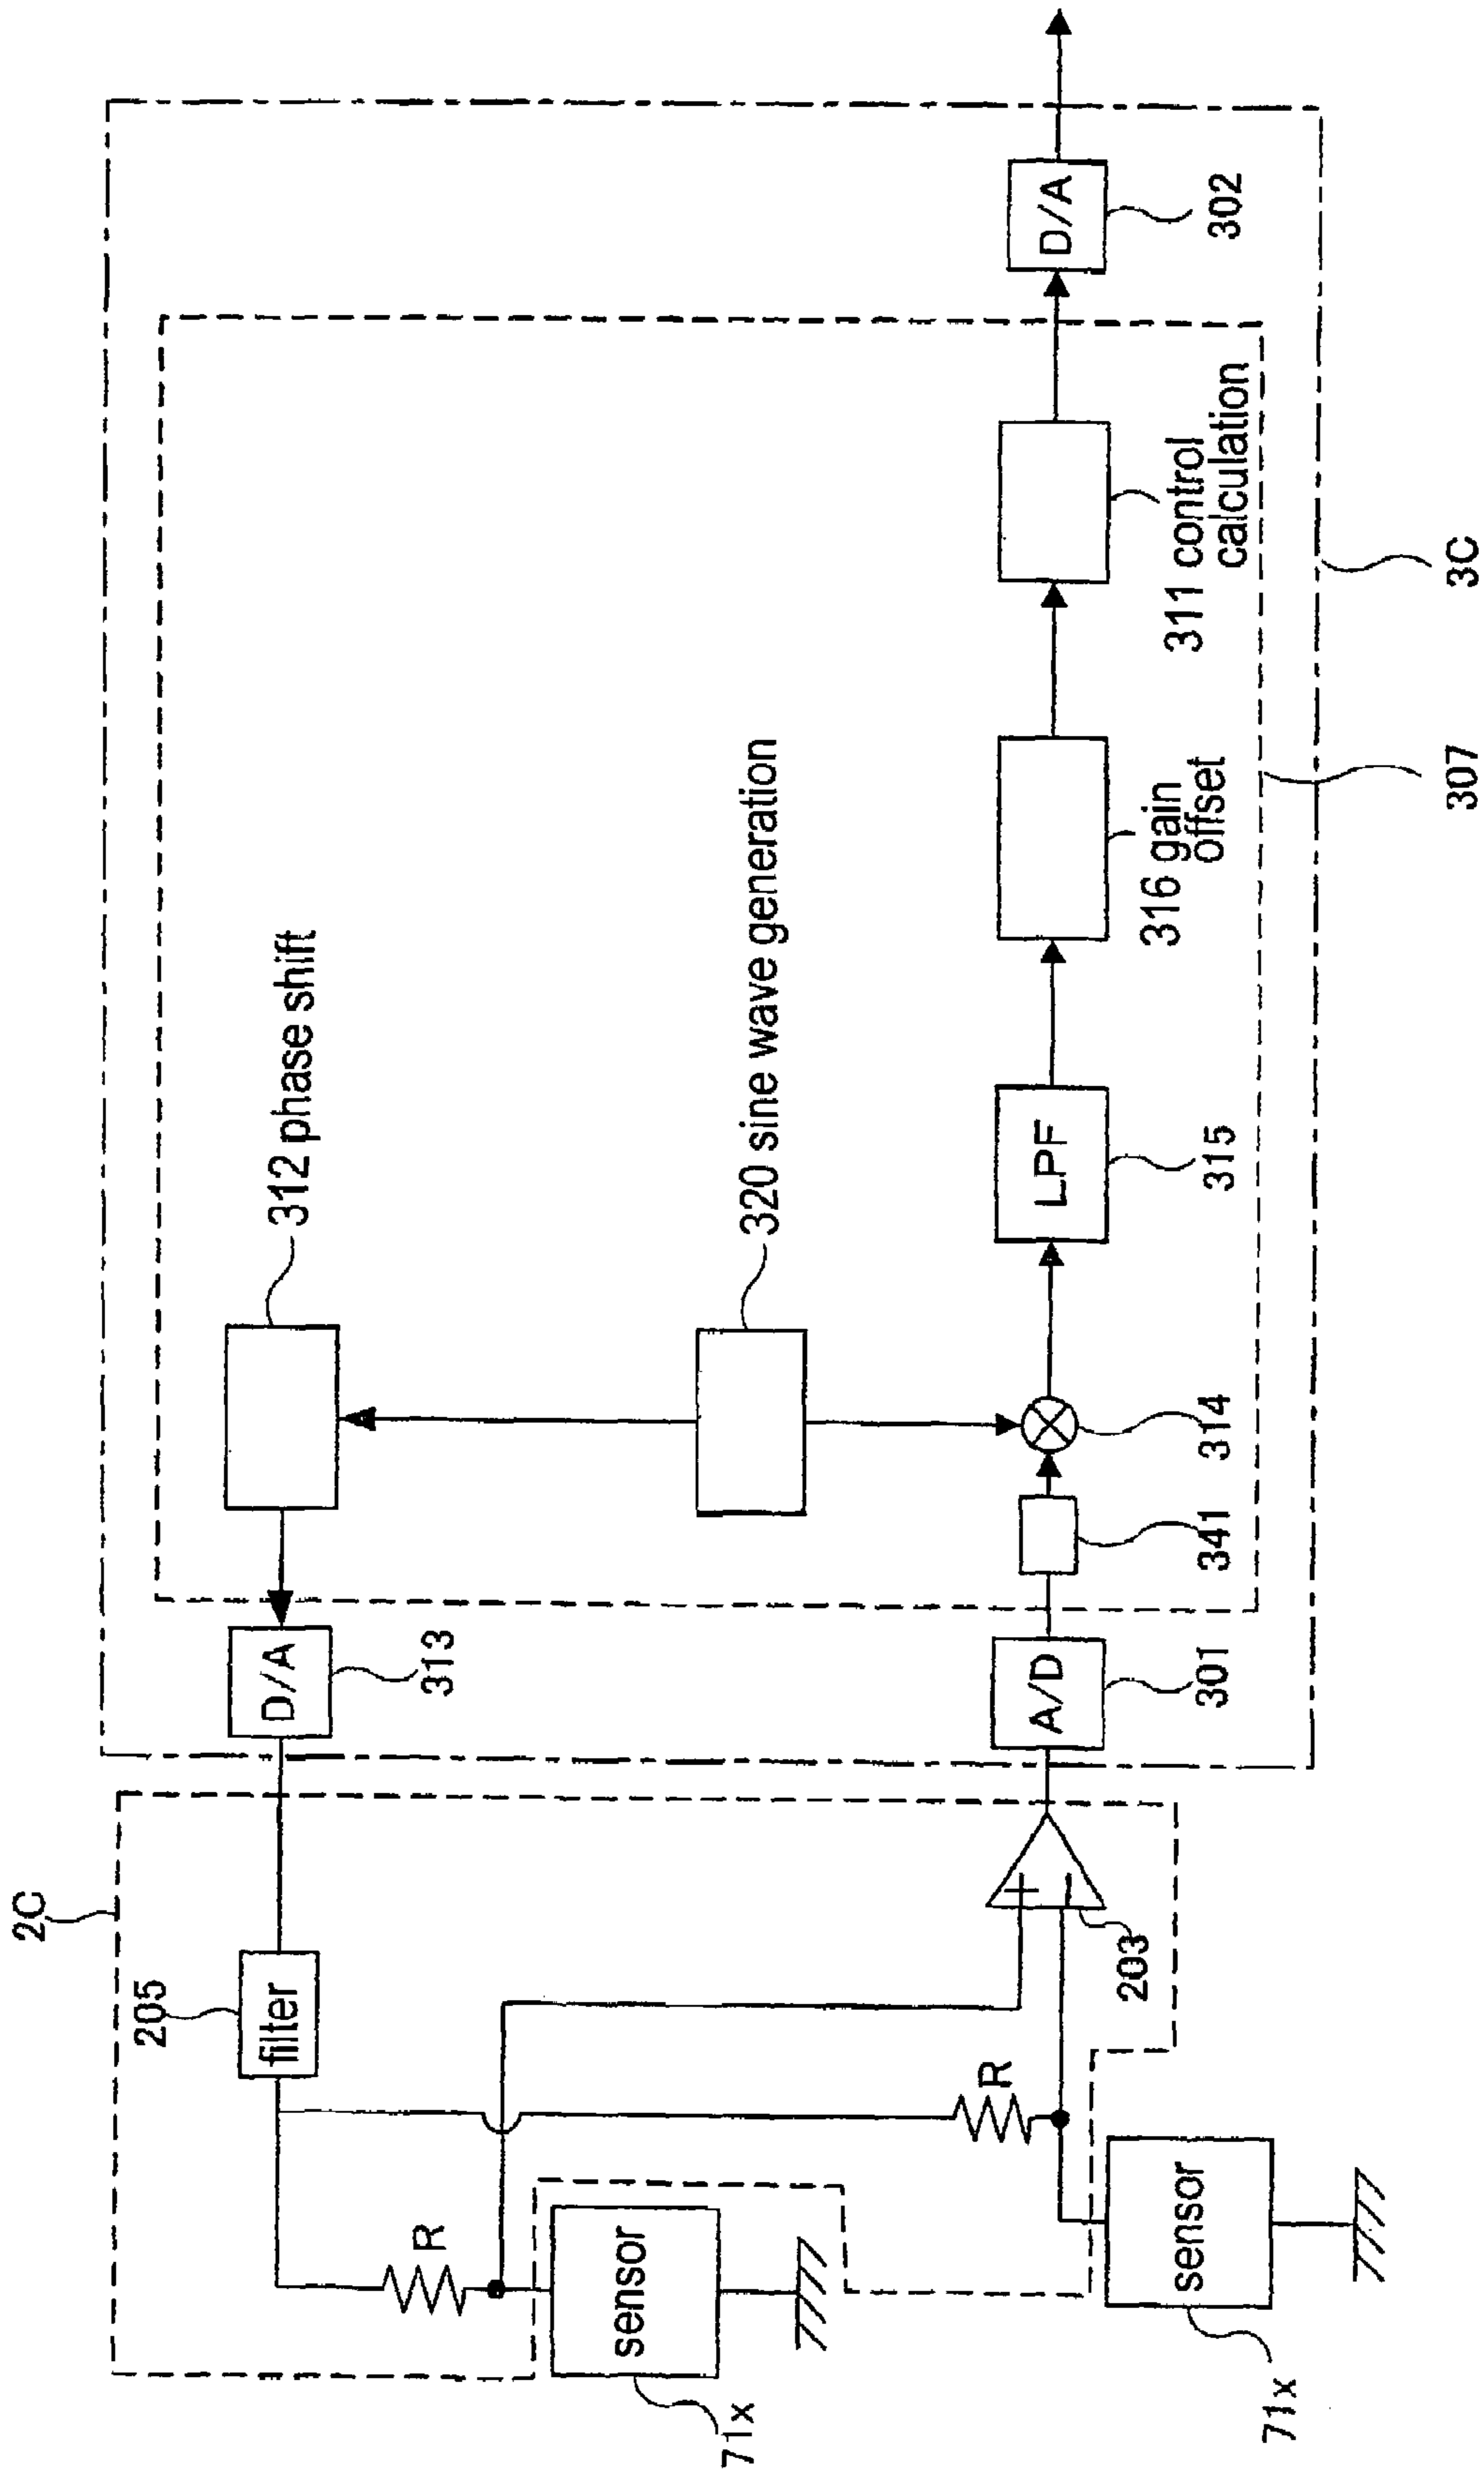 2C
205
filter
R
R
sensor
71x
sensor
71x
203
D/A
313
A/D
301
341
314
312 phase shift
320 sine wave generation
LPF
315
316 gain
offset
311 control
calculation
D/A
302
307
3C